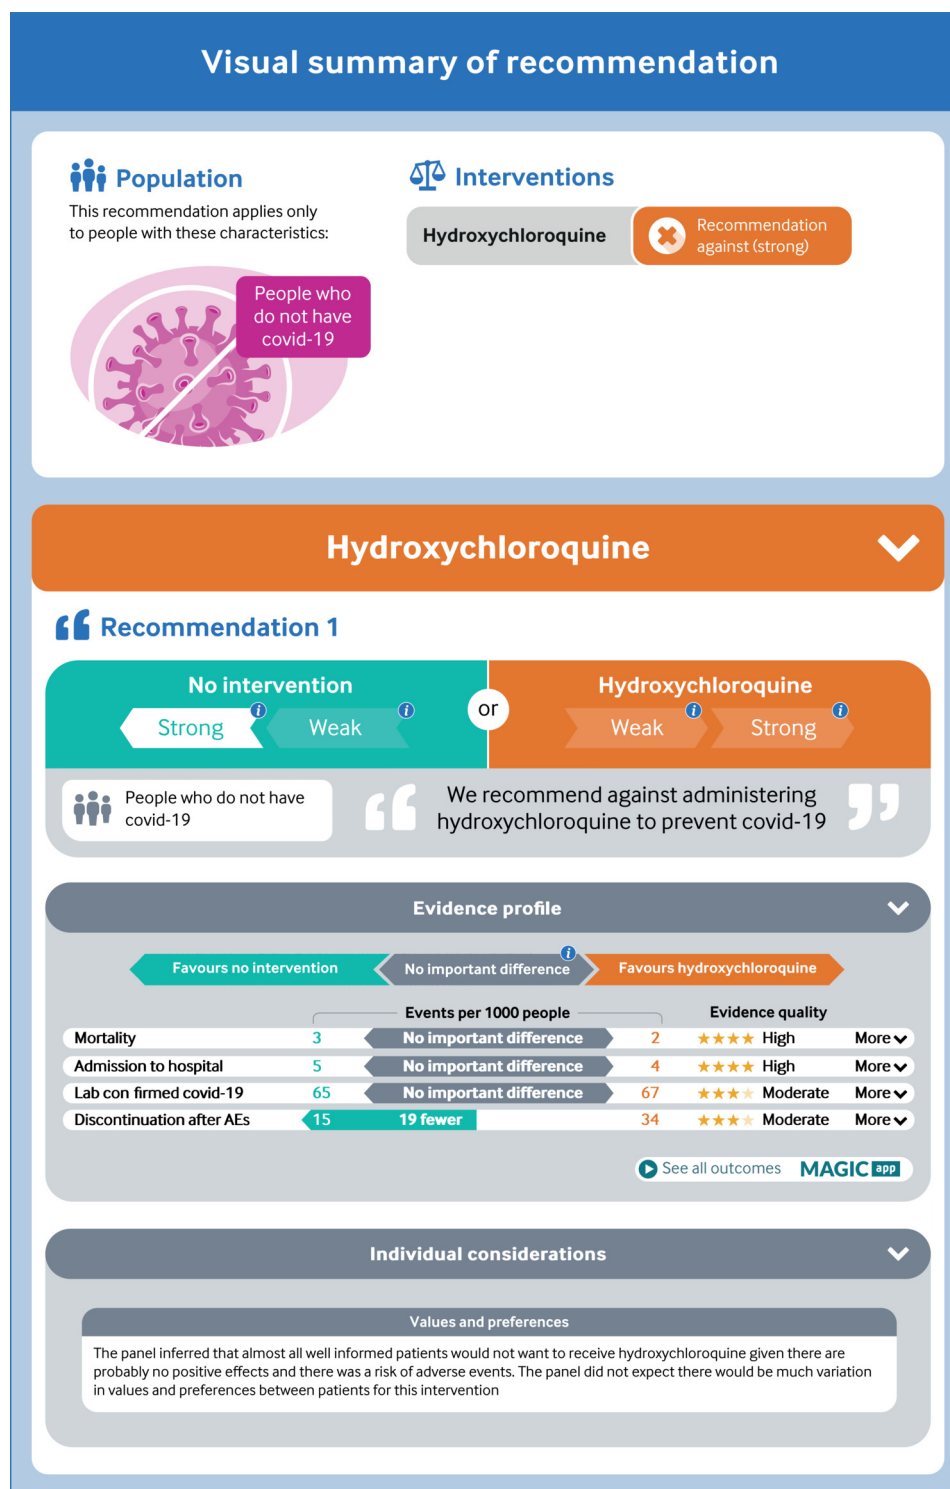 Visual summary of recommendation
Population
This recommendation applies only
to people with these characteristics:
People who
do not have
covid-19
Interventions
Hydroxychloroquine
Recommendation
against (strong)
Hydroxychloroquine
Recommendation 1
No intervention
Strong
i
Weak
i
or
Hydroxychloroquine
Weak
i
Strong
i
People who do not have
covid-19
We recommend against administering
hydroxychloroquine to prevent covid-19
Evidence profile
Favours no intervention
No important difference
i
Favours hydroxychloroquine
Events per 1000 people
Evidence quality
Mortality 3 No important difference 2 High More
Admission to hospital 5 No important difference 4 High More
Lab con firmed covid-19 65 No important difference 67 Moderate More
Discontinuation after AEs 15 19 fewer 34 Moderate More
See all outcomes MAGIC app
Individual considerations
Values and preferences
The panel inferred that almost all well informed patients would not want to receive hydroxychloroquine given there are
probably no positive effects and there was a risk of adverse events. The panel did not expect there would be much variation
in values and preferences between patients for this intervention